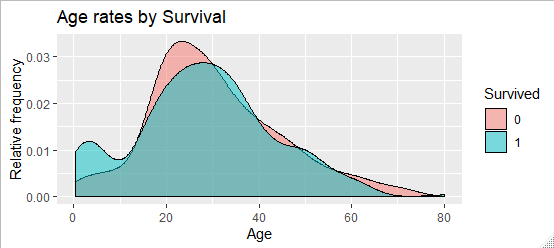 Age rates by Survival
Relative frequency
0.03
0.02
0.01
0.00
0
20
40
60
80
Age
Survived
0
1